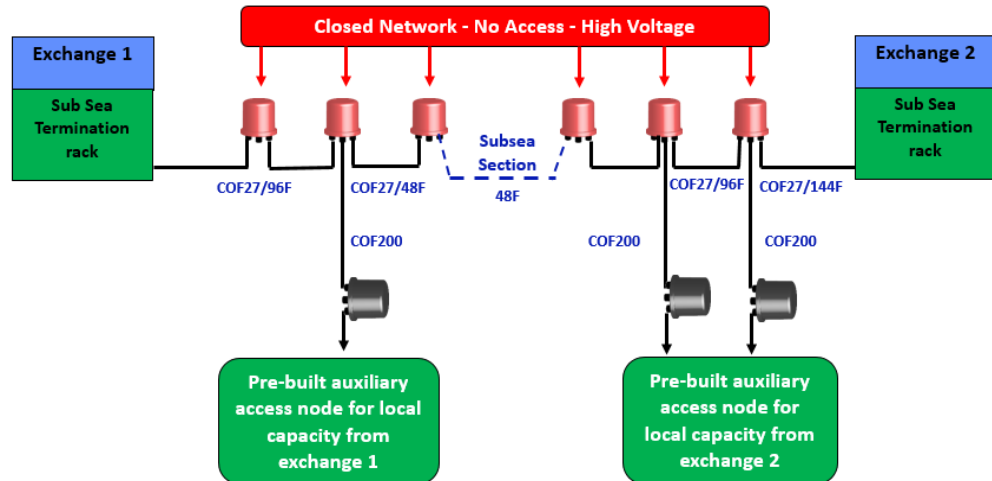 Closed Network - No Access - High Voltage
Exchange 1
Sub Sea
Termination
rack
Exchange 2
Sub Sea
Termination
rack
Subsea
Section
48F
COF27/96F
COF27/48F
COF27/96F
COF27/144F
COF200
COF200
COF200
Pre-built auxiliary
access node for local
capacity from
exchange 1
Pre-built auxiliary
access node for
local capacity from
exchange 2